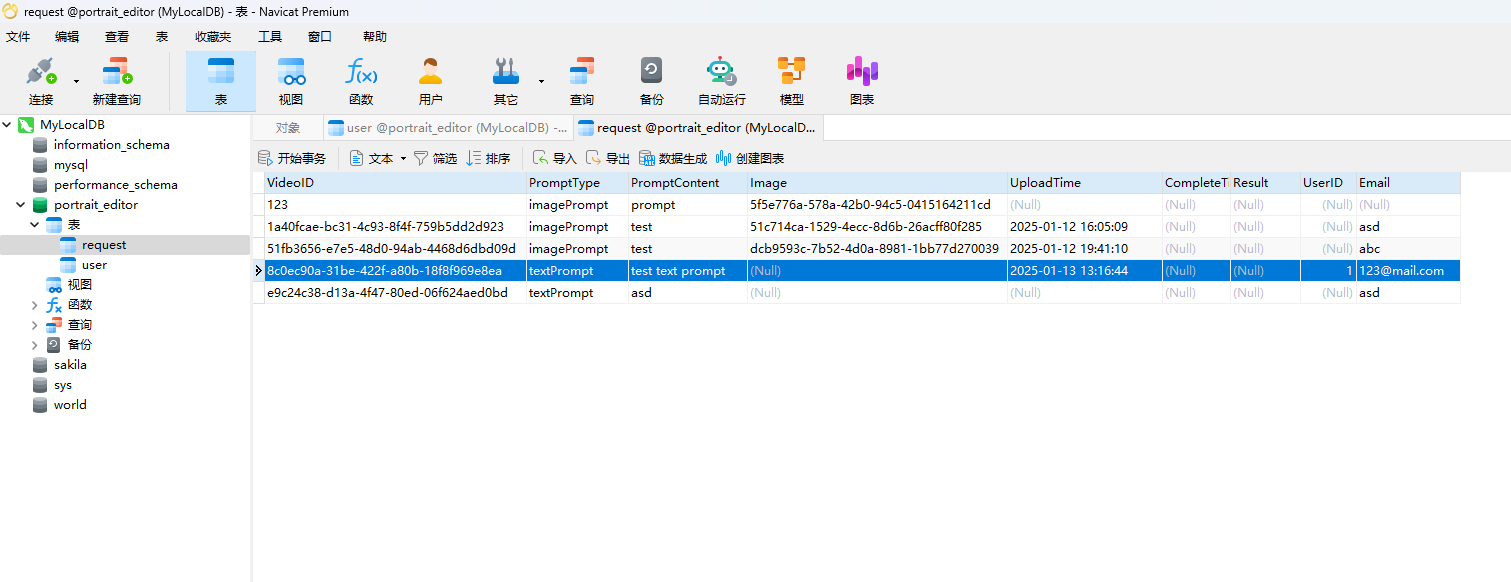 request @portrait_editor (MyLocalDB) - 表 - Navicat Premium
文件 编辑 查看 表 收藏夹 工具 窗口 帮助
连接 新建查询 表 视图 函数 用户 其它 查询 备份 自动运行 模型 图表
MyLocalDB
information_schema
mysql
performance_schema
portrait_editor
表
request
user
视图
函数
查询
备份
sakila
sys
world
对象 user @portrait_editor (MyLocalDB) -... request @portrait_editor (MyLocalD...
开始事务 文本 筛选 排序 导入 导出 数据生成 创建图表
VideoID PromptType PromptContent Image UploadTime CompleteTi Result UserID Email
123 imagePrompt prompt 5f5e776a-578a-42b0-94c5-0415164211cd (Null) (Null) (Null) (Null) (Null)
1a40fcae-bc31-4c93-8f4f-759b5dd2d923 imagePrompt test 51c714ca-1529-4ecc-8d6b-26acff80f285 2025-01-12 16:05:09 (Null) (Null) (Null) asd
51fb3656-e7e5-48d0-94ab-4468d6dbd09d imagePrompt test dcb9593c-7b52-4d0a-8981-1bb77d270039 2025-01-12 19:41:10 (Null) (Null) (Null) abc
8c0ec90a-31be-422f-a80b-18f8f969e8ea textPrompt test text prompt (Null) 2025-01-13 13:16:44 (Null) (Null) 1 123@mail.com
e9c24c38-d13a-4f47-80ed-06f624aed0bd textPrompt asd (Null) (Null) (Null) (Null) (Null) asd